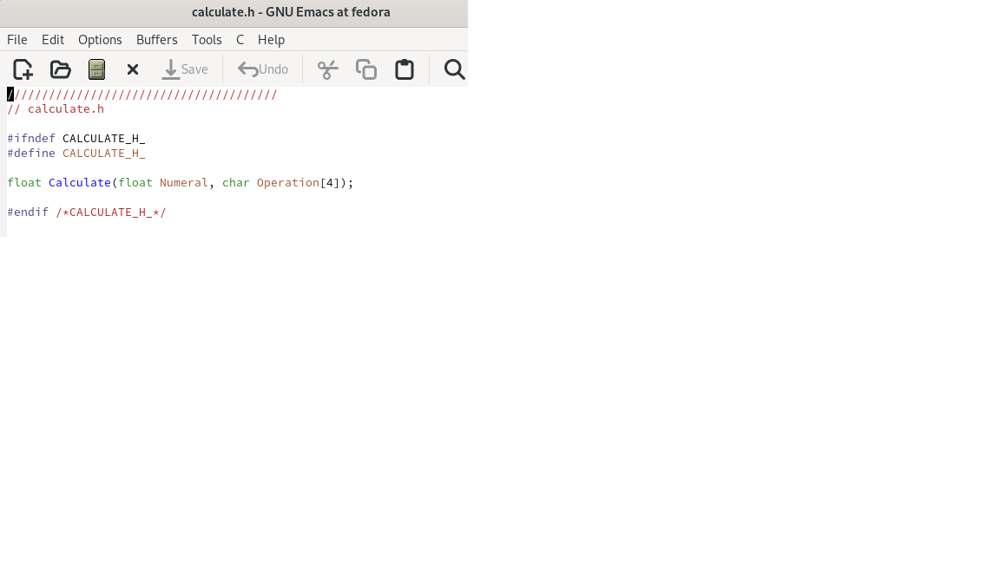 calculate.h - GNU Emacs at fedora
File Edit Options Buffers Tools C Help
Save Undo
///////////////////////////////////////
// calculate.h
#ifndef CALCULATE_H_
#define CALCULATE_H_
float Calculate(float Numeral, char Operation[4]);
#endif /*CALCULATE_H_*/